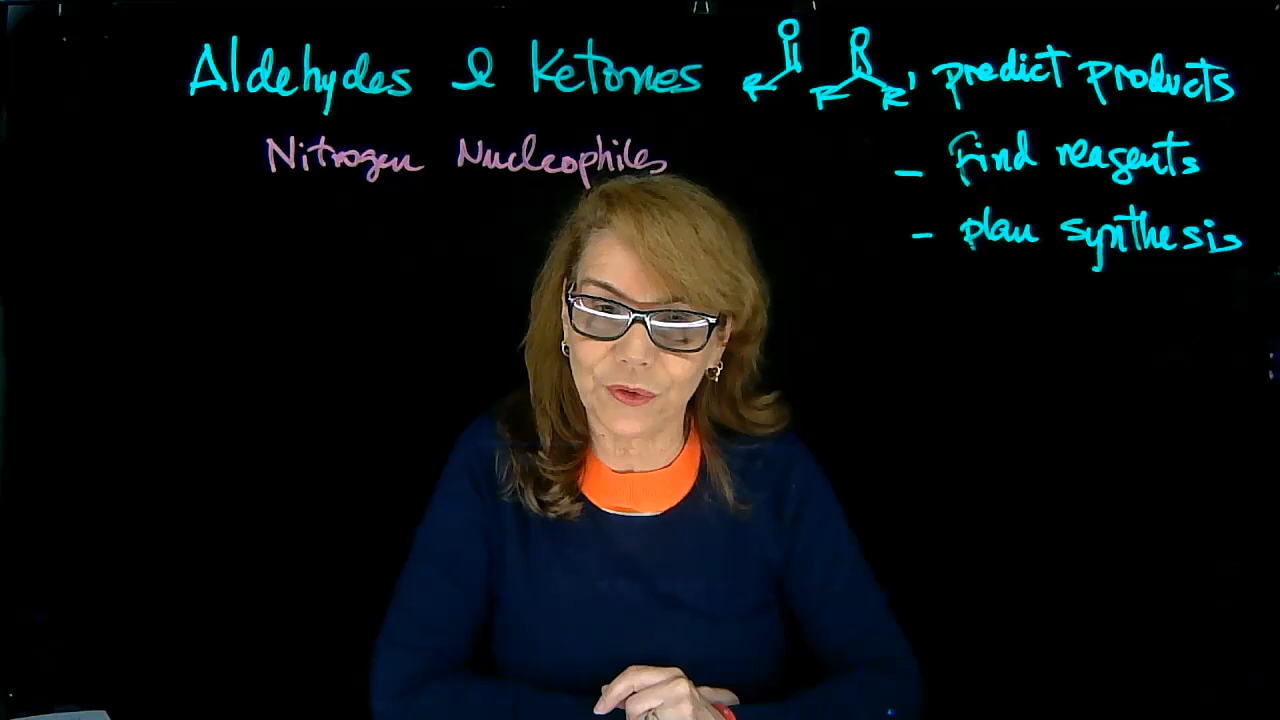 Aldehydes & Ketones O R O R R' predict products
Nitrogen Nucleophiles - Find reagents
- plan synthesis